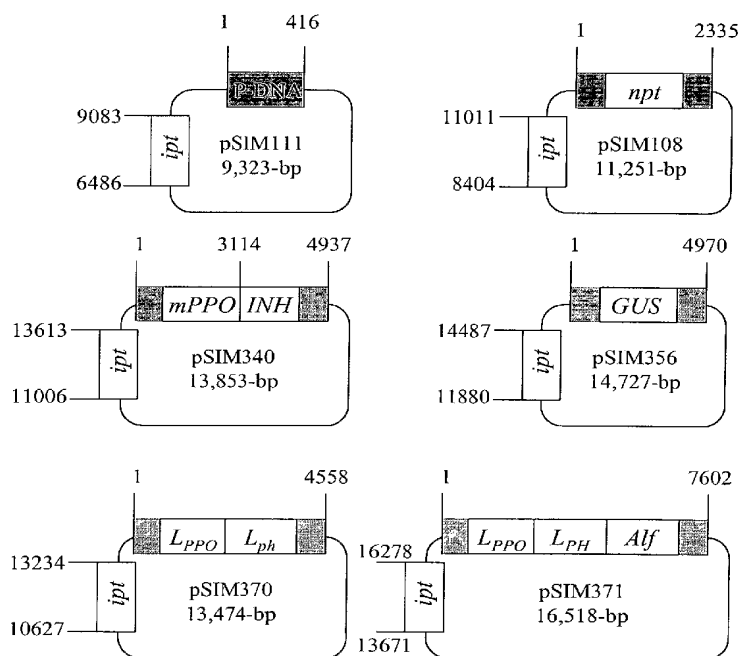 1 416
P-DNA
9083
ipt
6486
pSIM111
9,323-bp
1 2335
npt
11011
ipt
8404
pSIM108
11,251-bp
1 3114 4937
mPPO INH
13613
ipt
11006
pSIM340
13,853-bp
1 4970
GUS
14487
ipt
11880
pSIM356
14,727-bp
1 4558
LPPO Lph
13234
ipt
10627
pSIM370
13,474-bp
1 7602
LPPO LPH Alf
16278
ipt
13671
pSIM371
16,518-bp